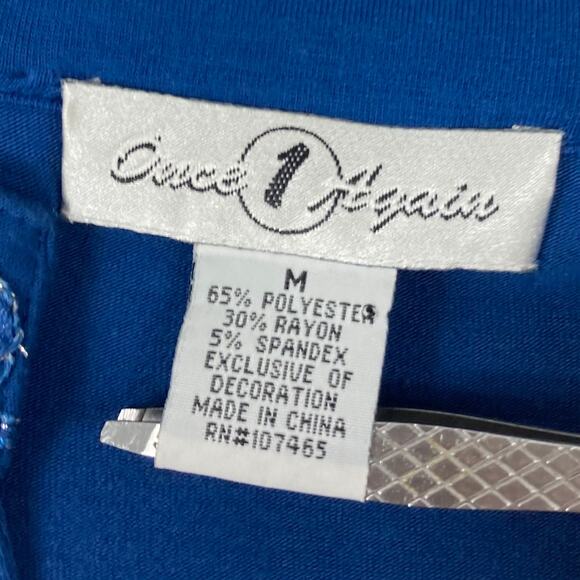 Once 1 Again
M
65% POLYESTER
30% RAYON
5% SPANDEX
EXCLUSIVE OF
DECORATION
MADE IN CHINA
RN#107465